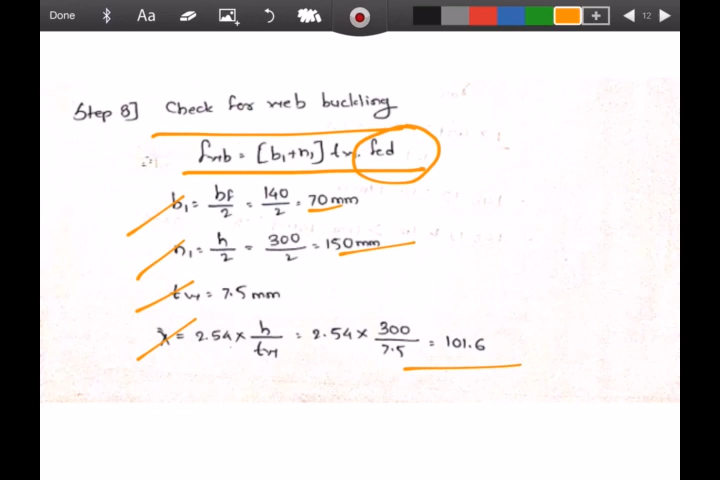 Done Aa 12
Step 8] Check for web buckling
fwb = [b₁+n₁] tw. fcd
b₁ = bf/2 = 140/2 = 70 mm
n₁ = h/2 = 300/2 = 150 mm
tw = 7.5 mm
λ = 2.54 × h/tw = 2.54 × 300/7.5 = 101.6